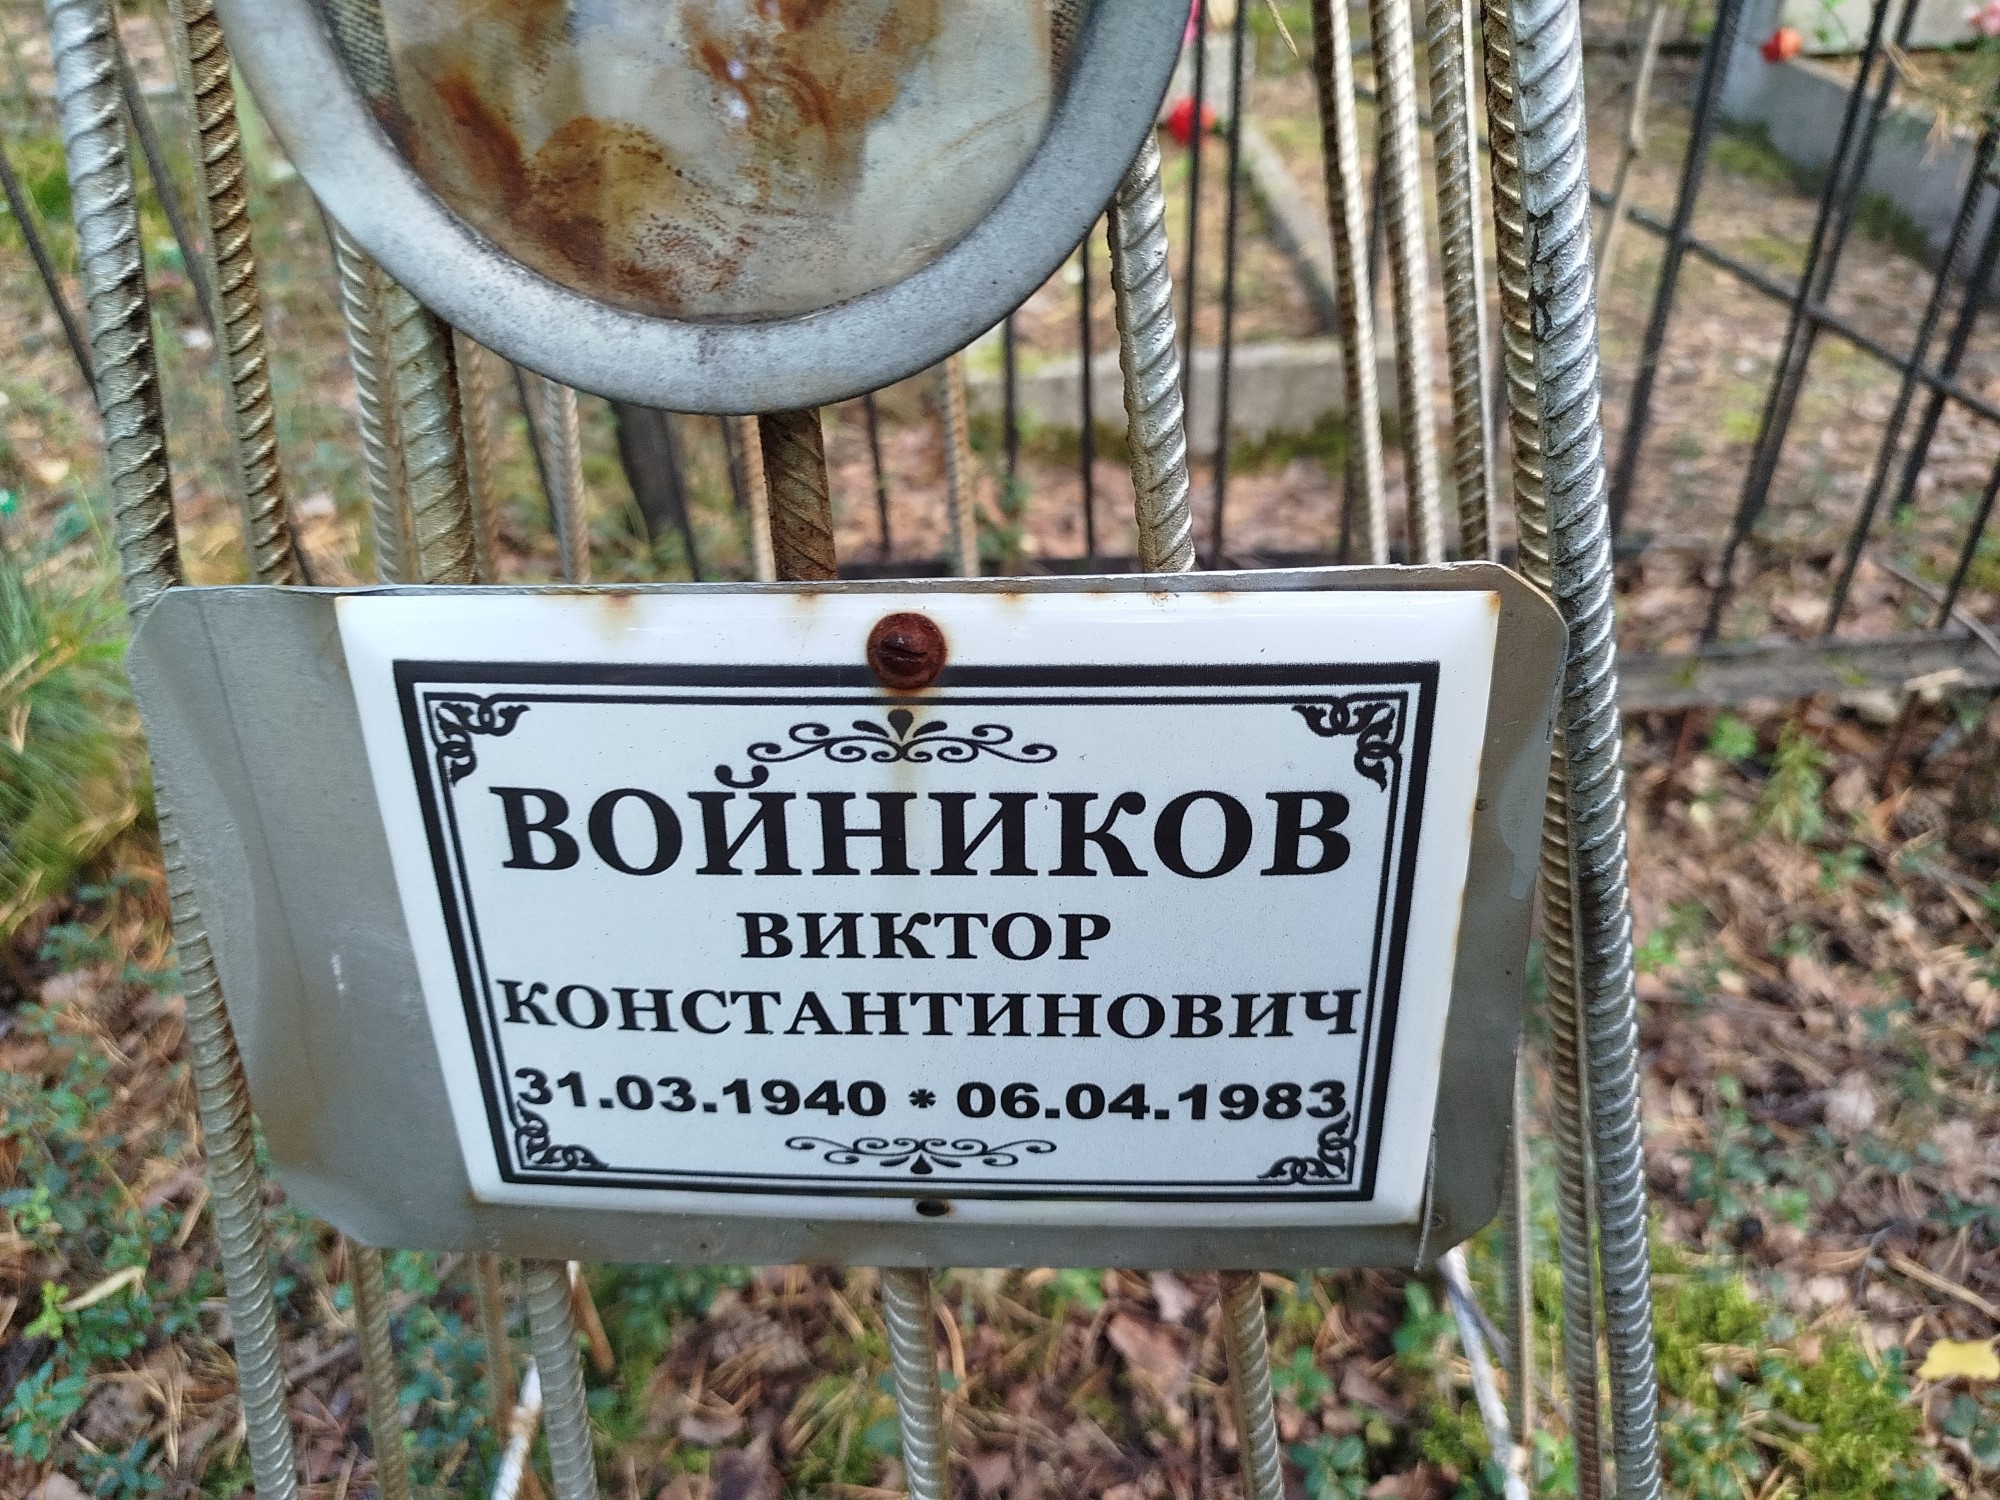 ВОЙНИКОВ
ВИКТОР
КОНСТАНТИНОВИЧ
31.03.1940 * 06.04.1983